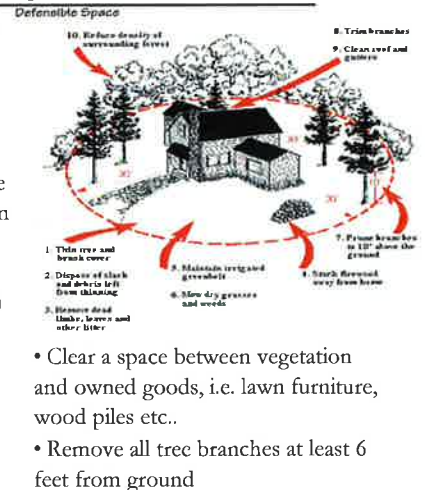 Defensible Space
10. Reduce density of
surrounding forest
8. Trim branches
9. Clean roof and
gutters
30'
30'
30'
1. Thin tree and
brush cover
2. Dispose of slash
and debris left
from thinning
3. Remove dead
limbs, leaves and
other litter
5. Maintain irrigated
greenbelt
6. Mow dry grasses
and weeds
4. Stack firewood
away from home
7. Prune branches
to 10' above the
ground
e
n
• Clear a space between vegetation
and owned goods, i.e. lawn furniture,
wood piles etc..
• Remove all tree branches at least 6
feet from ground